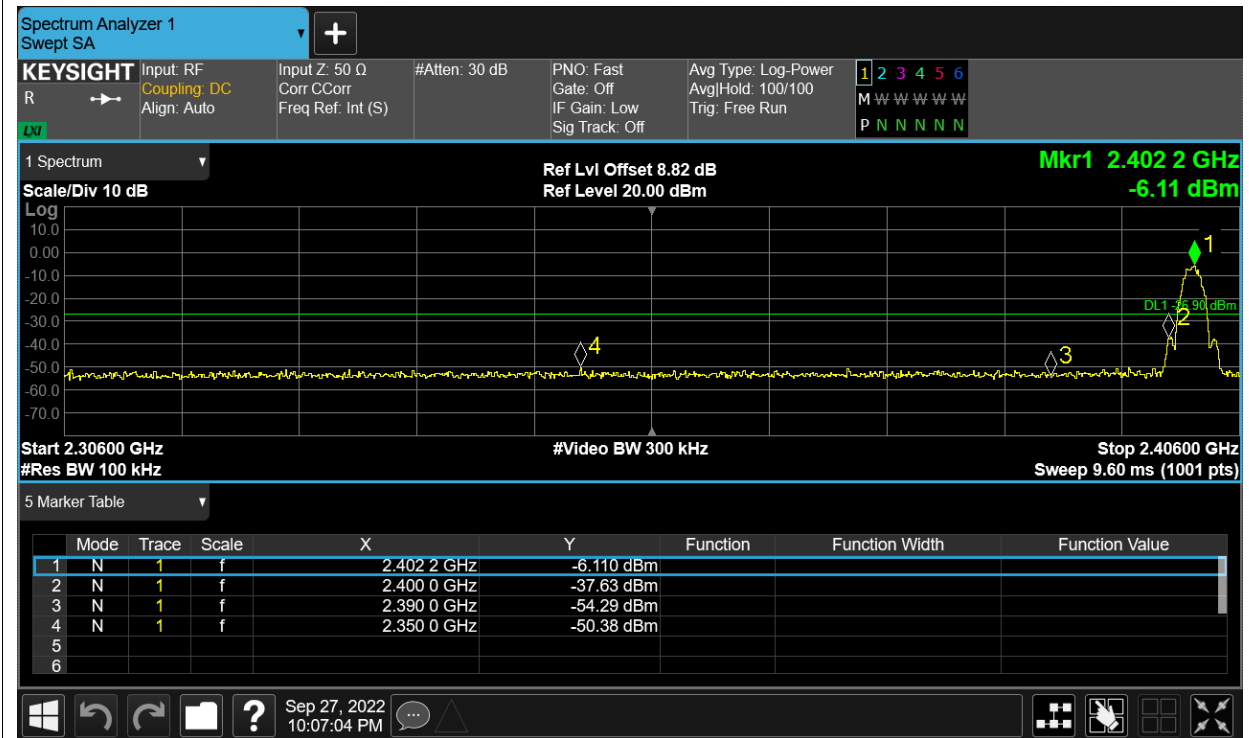 Spectrum Analyzer 1
Swept SA
KEYSIGHT
R
LXI
Input: RF
Coupling: DC
Align: Auto
Input Z: 50 Ω
Corr CCorr
Freq Ref: Int (S)
#Atten: 30 dB
PNO: Fast
Gate: Off
IF Gain: Low
Sig Track: Off
Avg Type: Log-Power
Avg|Hold: 100/100
Trig: Free Run
1 2 3 4 5 6
M W W W W W
P N N N N N
1 Spectrum
Scale/Div 10 dB
Ref Lvl Offset 8.82 dB
Ref Level 20.00 dBm
Mkr1 2.402 2 GHz
-6.11 dBm
Log
10.0
0.00
-10.0
-20.0
-30.0
-40.0
-50.0
-60.0
-70.0
1
DL1 -26.90 dBm
2
3
4
Start 2.30600 GHz
#Res BW 100 kHz
#Video BW 300 kHz
Stop 2.40600 GHz
Sweep 9.60 ms (1001 pts)
5 Marker Table
Mode Trace Scale X Y Function Function Width Function Value
1 N 1 f 2.402 2 GHz -6.110 dBm
2 N 1 f 2.400 0 GHz -37.63 dBm
3 N 1 f 2.390 0 GHz -54.29 dBm
4 N 1 f 2.350 0 GHz -50.38 dBm
5
6
?
Sep 27, 2022
10:07:04 PM